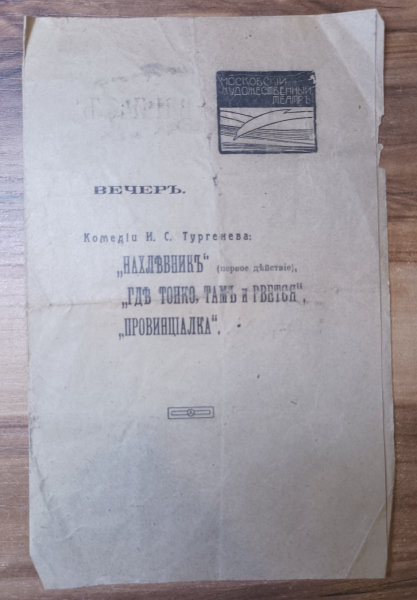 МОСКОВСКІЙ
ХУДОЖЕСТВЕННЫЙ
ТЕАТРЪ
ВЕЧЕРЪ.
Комедіи И. С. Тургенева:
„НАХЛѢБНИКЪ“ (первое дѣйствіе),
„ГДѢ ТОНКО, ТАМЪ И РВЕТСЯ“,
„ПРОВИНЦІАЛКА“.